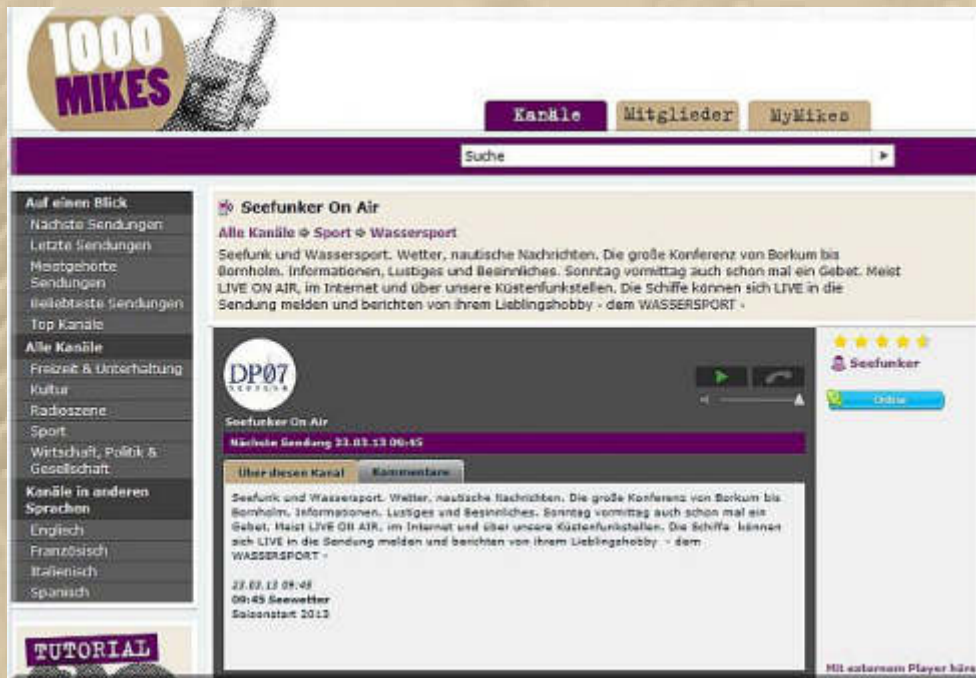 1000
MIKES
Kanäle
Mitglieder
MyMikes
Suche
Auf einen Blick
Nächste Sendungen
Letzte Sendungen
Meistgehörte
Sendungen
Beliebteste Sendungen
Top Kanäle
Alle Kanäle
Freizeit & Unterhaltung
Kultur
Radioszene
Sport
Wirtschaft, Politik &
Gesellschaft
Kanäle in anderen
Sprachen
Englisch
Französisch
Italienisch
Spanisch
TUTORIAL
Seefunker On Air
Alle Kanäle Sport Wassersport
Seefunk und Wassersport. Wetter, nautische Nachrichten. Die große Konferenz von Borkum bis
Bornholm. Informationen, Lustiges und Besinnliches. Sonntag vormittag auch schon mal ein Gebet. Meist
LIVE ON AIR, im Internet und über unsere Küstenfunkstellen. Die Schiffe können sich LIVE in die
Sendung melden und berichten von ihrem Lieblingshobby - dem WASSERSPORT -
DP07
SEEFUNK
Seefunker On Air
Nächste Sendung 23.03.13 09:45
Über diesen Kanal
Kommentare
Seefunk und Wassersport. Wetter, nautische Nachrichten. Die große Konferenz von Borkum bis
Bornholm. Informationen, Lustiges und Besinnliches. Sonntag vormittag auch schon mal ein
Gebet. Meist LIVE ON AIR, im Internet und über unsere Küstenfunkstellen. Die Schiffe können
sich LIVE in die Sendung melden und berichten von ihrem Lieblingshobby - dem
WASSERSPORT -
23.03.13 09:45
09:45 Seewetter
Saisonstart 2013
Seefunker
Online
Mit externem Player höre